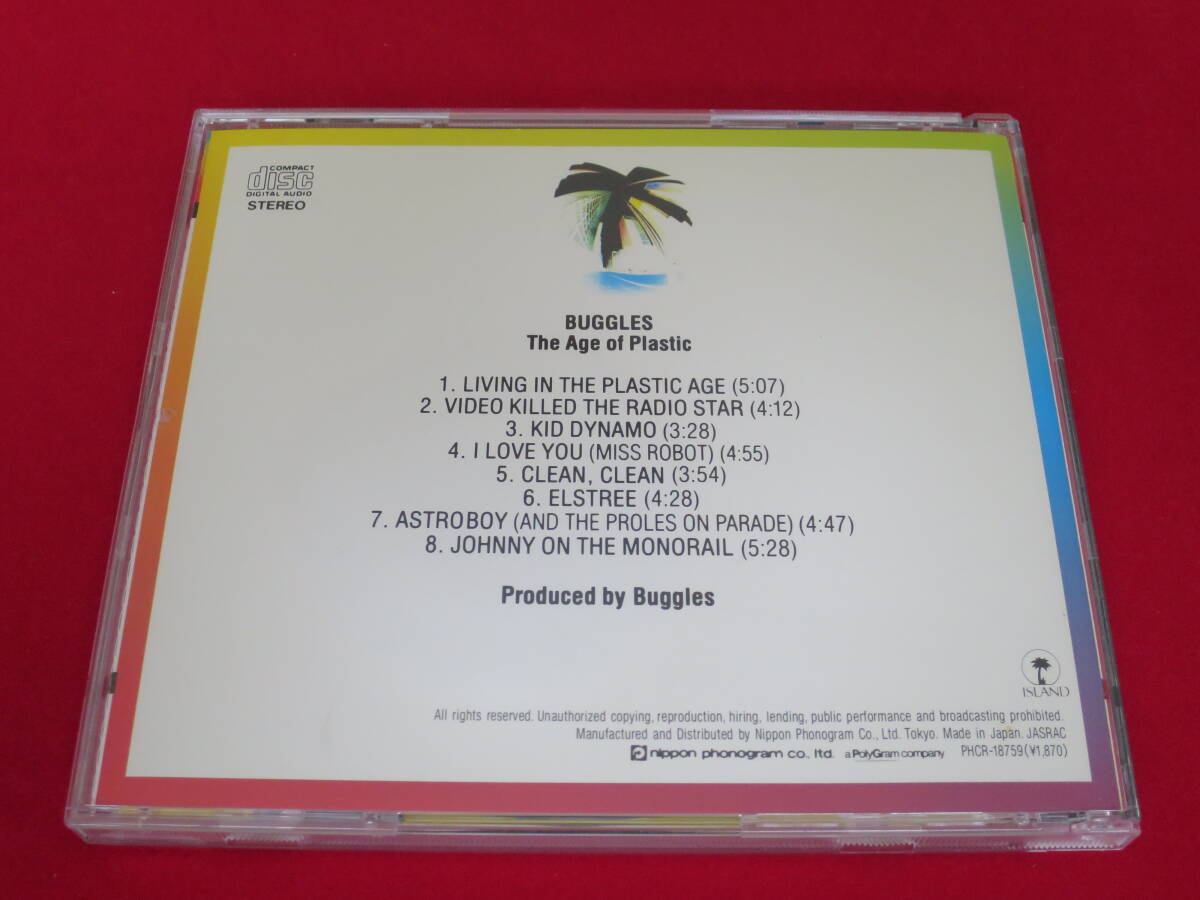 COMPACT
disc
DIGITAL AUDIO
STEREO
BUGGLES
The Age of Plastic
1. LIVING IN THE PLASTIC AGE (5:07)
2. VIDEO KILLED THE RADIO STAR (4:12)
3. KID DYNAMO (3:28)
4. I LOVE YOU (MISS ROBOT) (4:55)
5. CLEAN, CLEAN (3:54)
6. ELSTREE (4:28)
7. ASTROBOY (AND THE PROLES ON PARADE) (4:47)
8. JOHNNY ON THE MONORAIL (5:28)
Produced by Buggles
ISLAND
All rights reserved. Unauthorized copying, reproduction, hiring, lending, public performance and broadcasting prohibited.
Manufactured and Distributed by Nippon Phonogram Co., Ltd. Tokyo. Made in Japan. JASRAC
nippon phonogram co., ltd. a PolyGram company PHCR-18759(¥1,870)